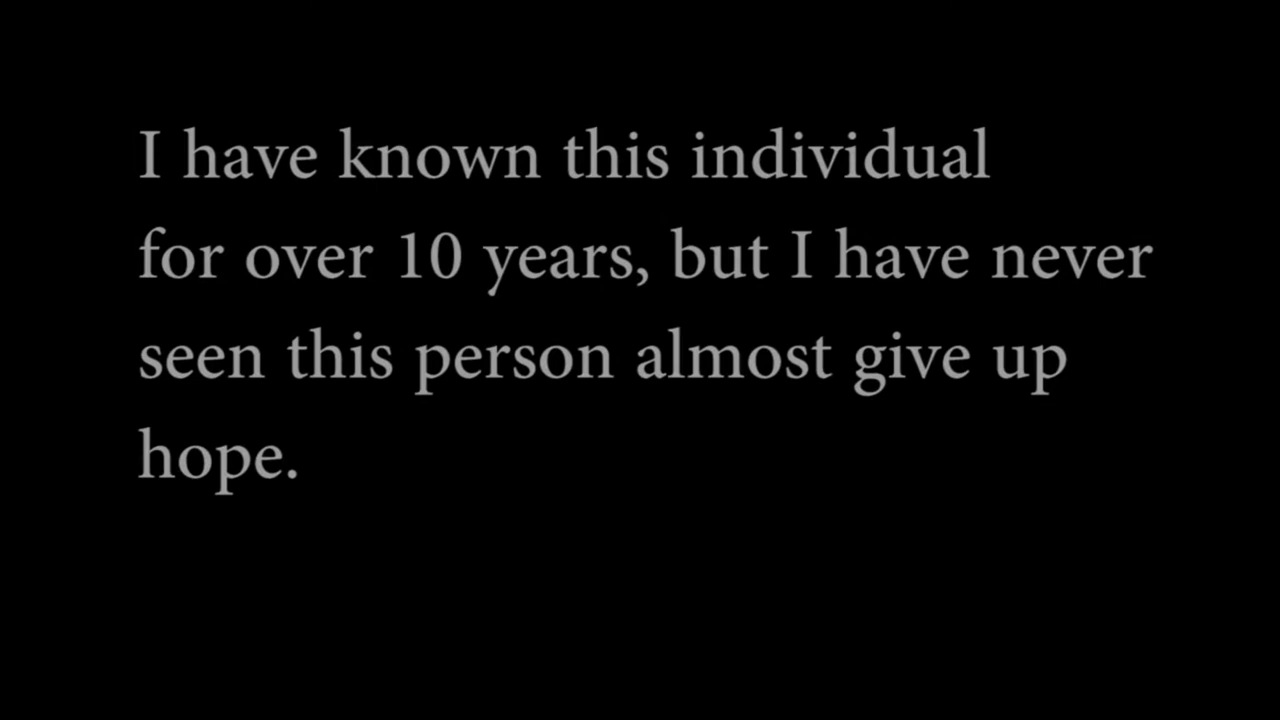 I have known this individual
for over 10 years, but I have never
seen this person almost give up
hope.